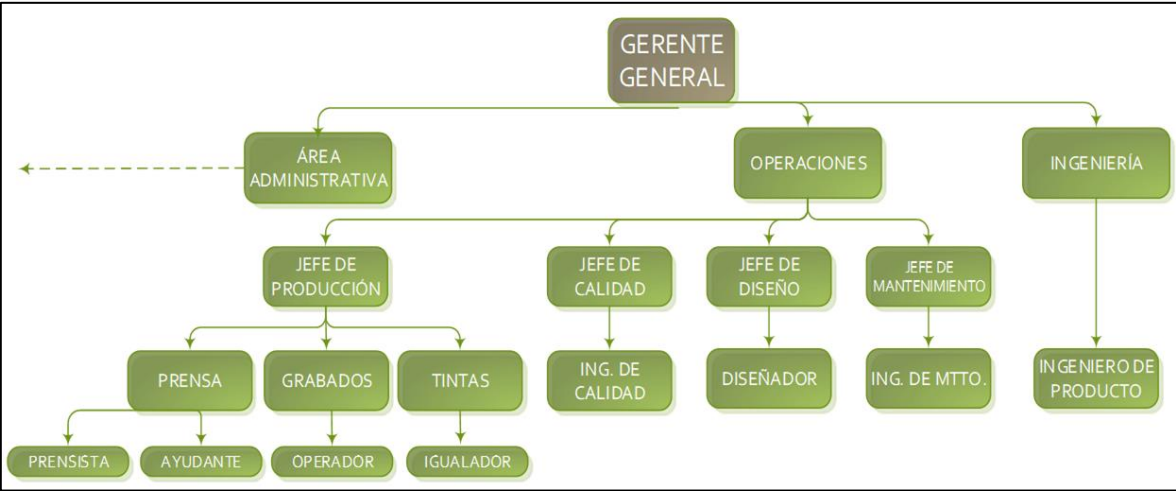 GERENTE
GENERAL
ÁREA
ADMINISTRATIVA
OPERACIONES
INGENIERÍA
JEFE DE
PRODUCCIÓN
JEFE DE
CALIDAD
JEFE DE
DISEÑO
JEFE DE
MANTENIMIENTO
PRENSA
GRABADOS
TINTAS
ING. DE
CALIDAD
DISEÑADOR
ING. DE MTTO.
INGENIERO DE
PRODUCTO
PRENSISTA
AYUDANTE
OPERADOR
IGUALADOR